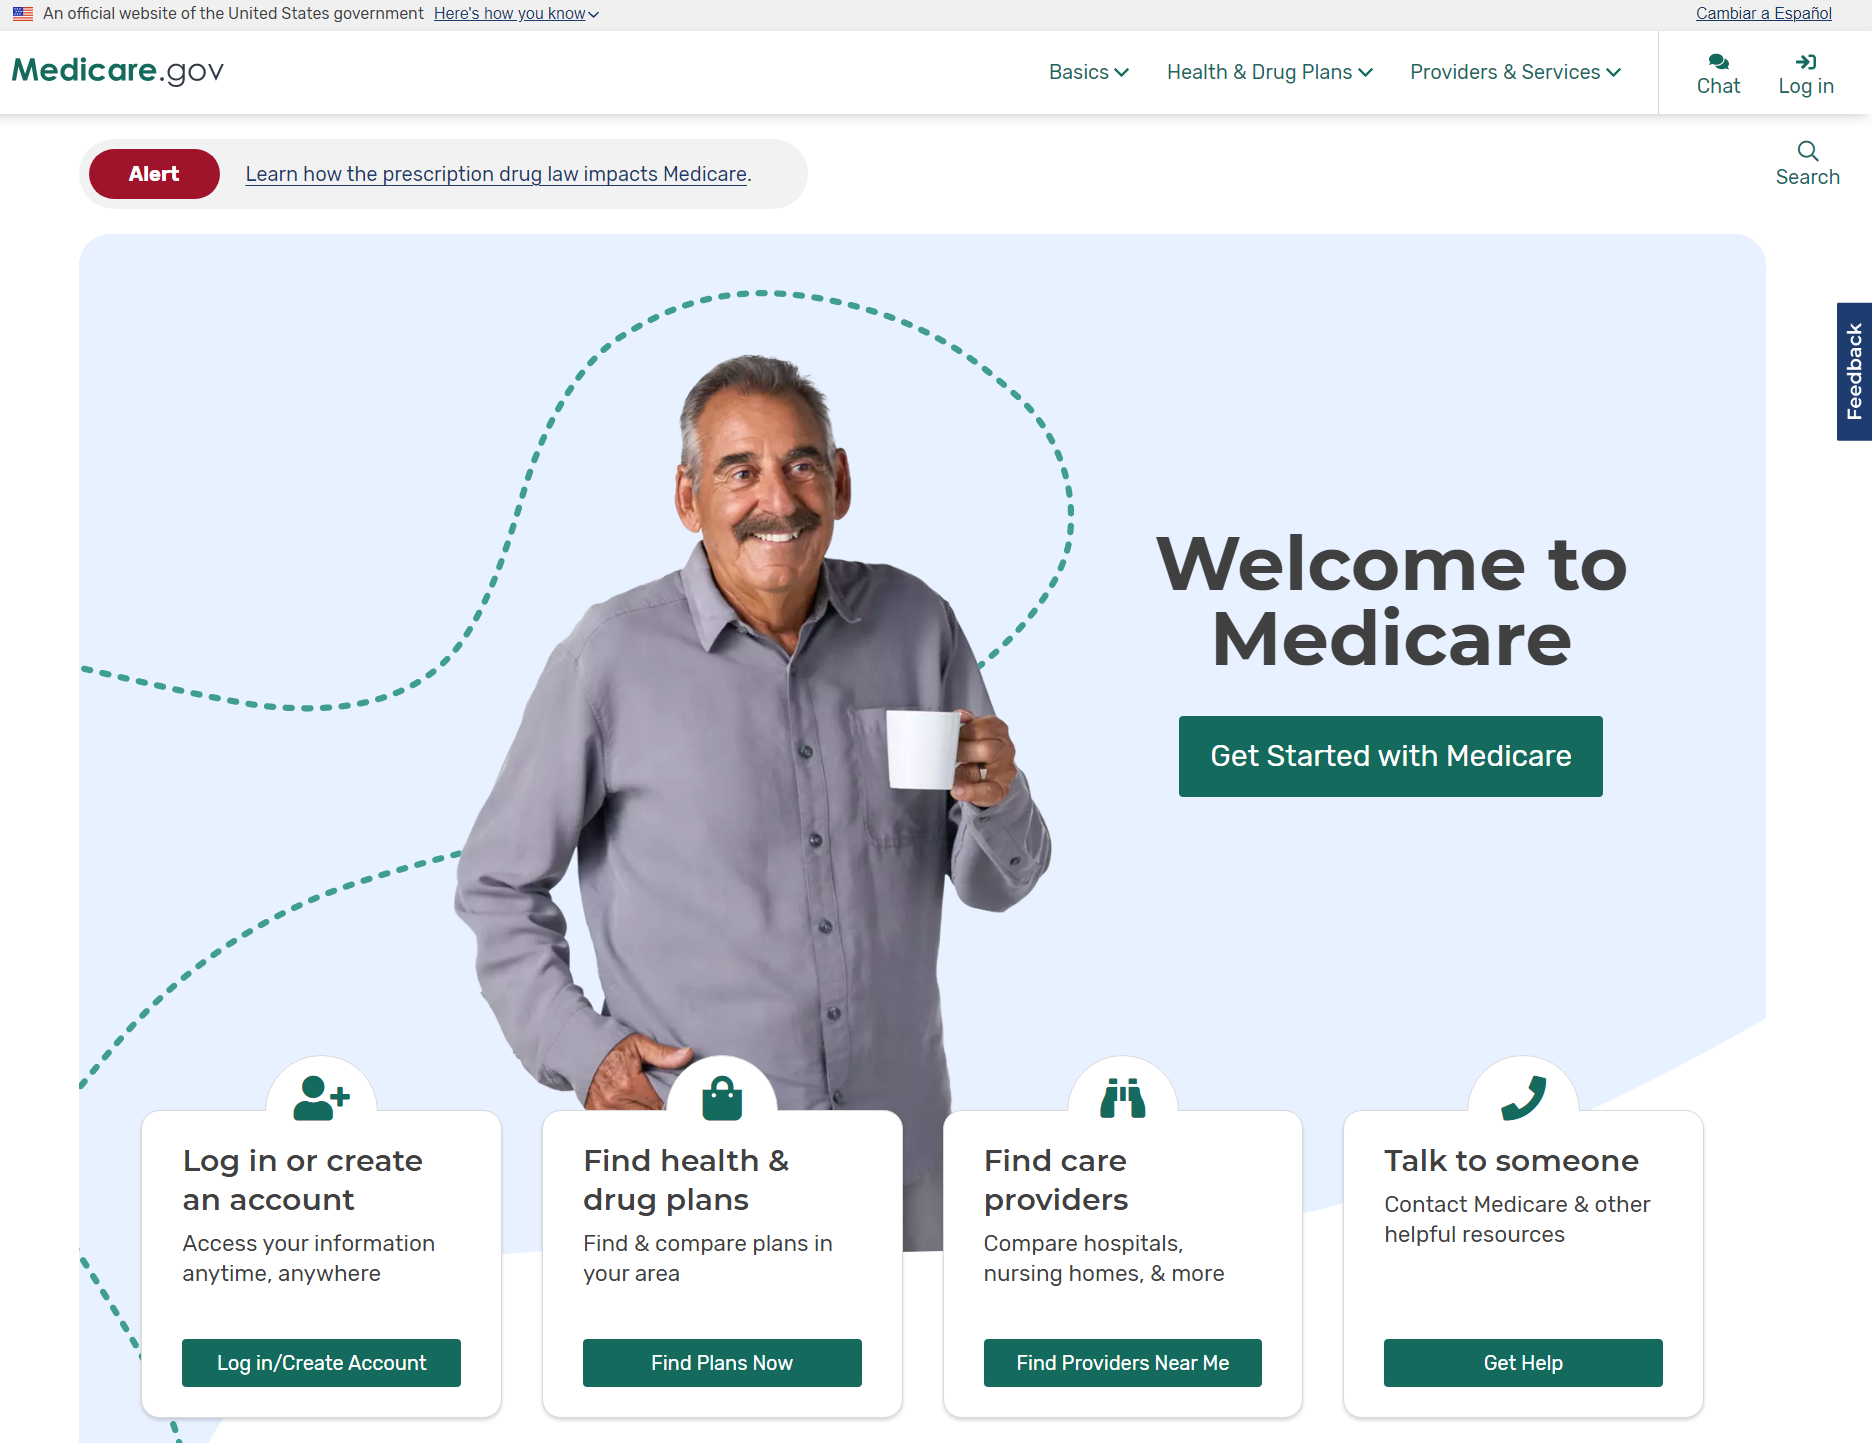 An official website of the United States government Here's how you know
Cambiar a Español
Medicare.gov
Basics
Health & Drug Plans
Providers & Services
Chat
Log in
Alert
Learn how the prescription drug law impacts Medicare.
Search
Feedback
Welcome to
Medicare
Get Started with Medicare
Log in or create
an account
Access your information
anytime, anywhere
Log in/Create Account
Find health &
drug plans
Find & compare plans in
your area
Find Plans Now
Find care
providers
Compare hospitals,
nursing homes, & more
Find Providers Near Me
Talk to someone
Contact Medicare & other
helpful resources
Get Help